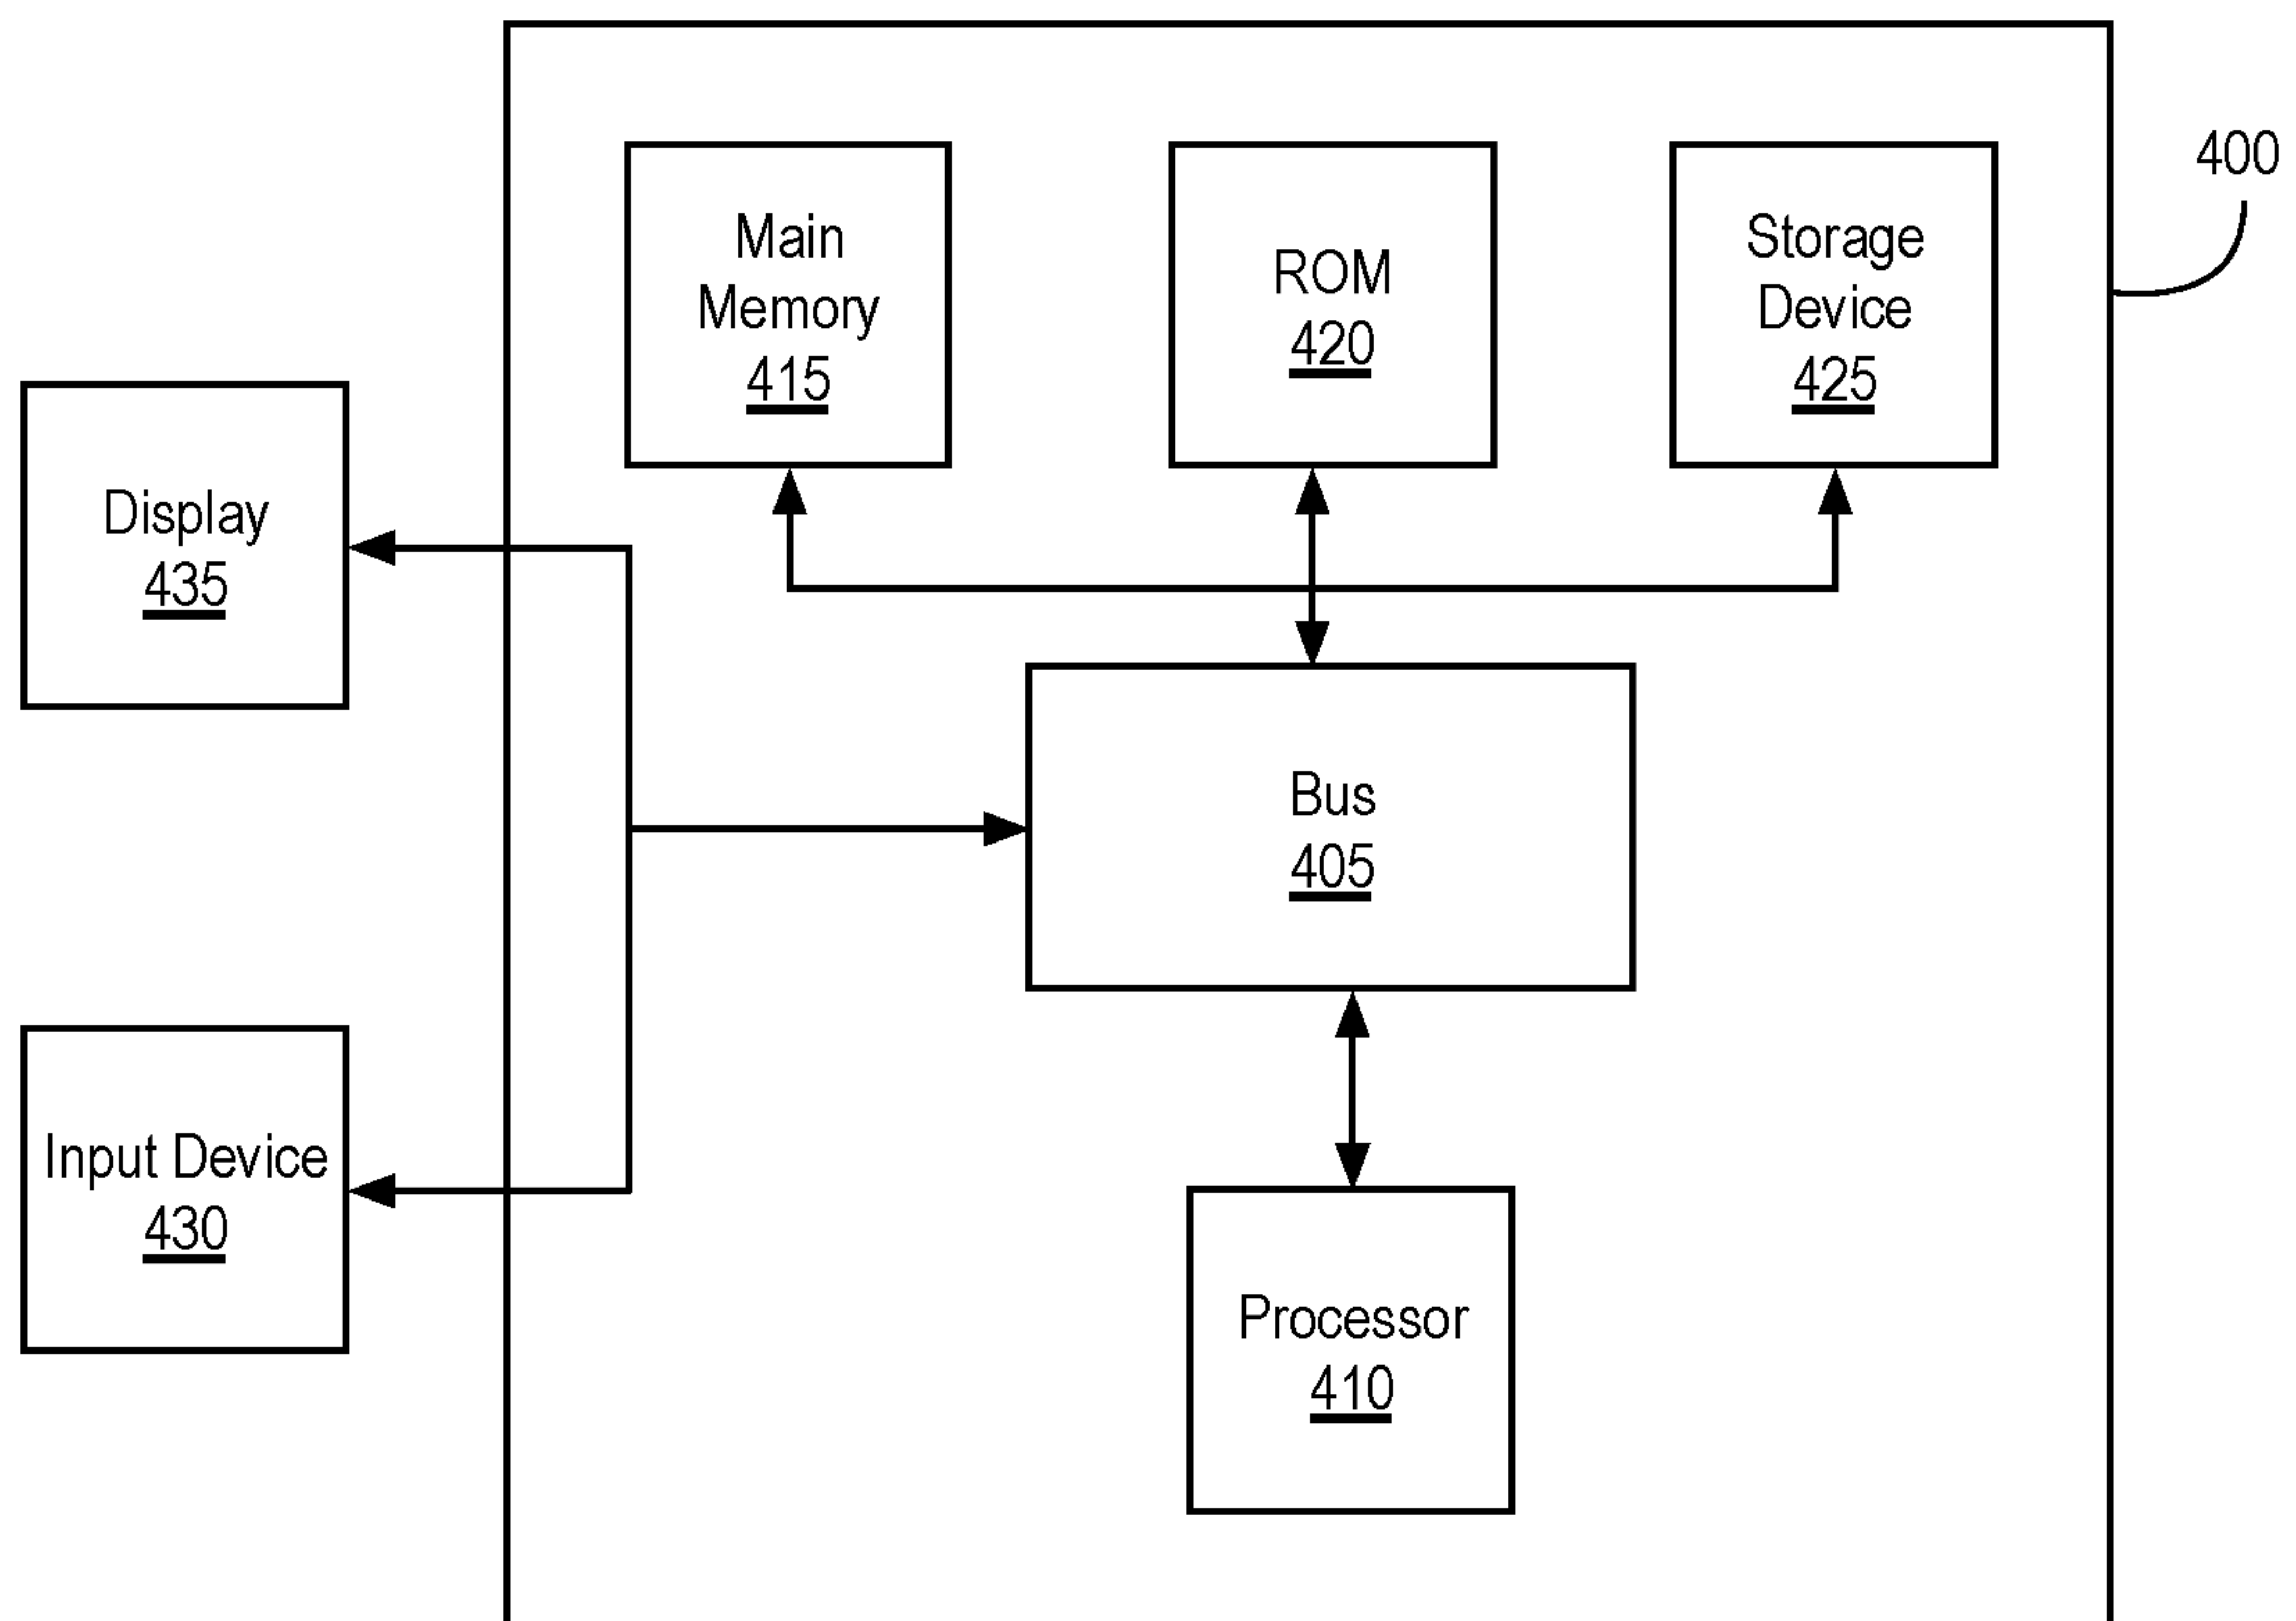 400
Main
Memory
415
ROM
420
Storage
Device
425
Display
435
Bus
405
Input Device
430
Processor
410